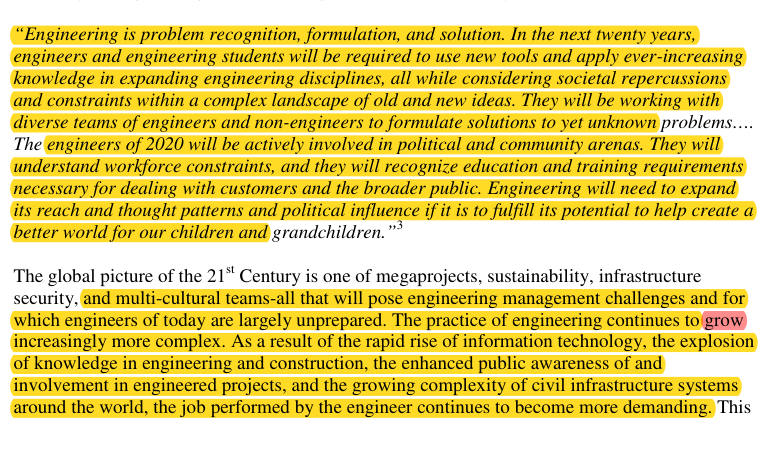 “Engineering is problem recognition, formulation, and solution. In the next twenty years,
engineers and engineering students will be required to use new tools and apply ever-increasing
knowledge in expanding engineering disciplines, all while considering societal repercussions
and constraints within a complex landscape of old and new ideas. They will be working with
diverse teams of engineers and non-engineers to formulate solutions to yet unknown problems….
The engineers of 2020 will be actively involved in political and community arenas. They will
understand workforce constraints, and they will recognize education and training requirements
necessary for dealing with customers and the broader public. Engineering will need to expand
its reach and thought patterns and political influence if it is to fulfill its potential to help create a
better world for our children and grandchildren.”3
The global picture of the 21st Century is one of megaprojects, sustainability, infrastructure
security, and multi-cultural teams-all that will pose engineering management challenges and for
which engineers of today are largely unprepared. The practice of engineering continues to grow
increasingly more complex. As a result of the rapid rise of information technology, the explosion
of knowledge in engineering and construction, the enhanced public awareness of and
involvement in engineered projects, and the growing complexity of civil infrastructure systems
around the world, the job performed by the engineer continues to become more demanding. This